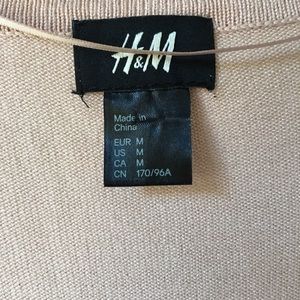 H&M
Made in
China
EUR M
US M
CA M
CN 170/96A